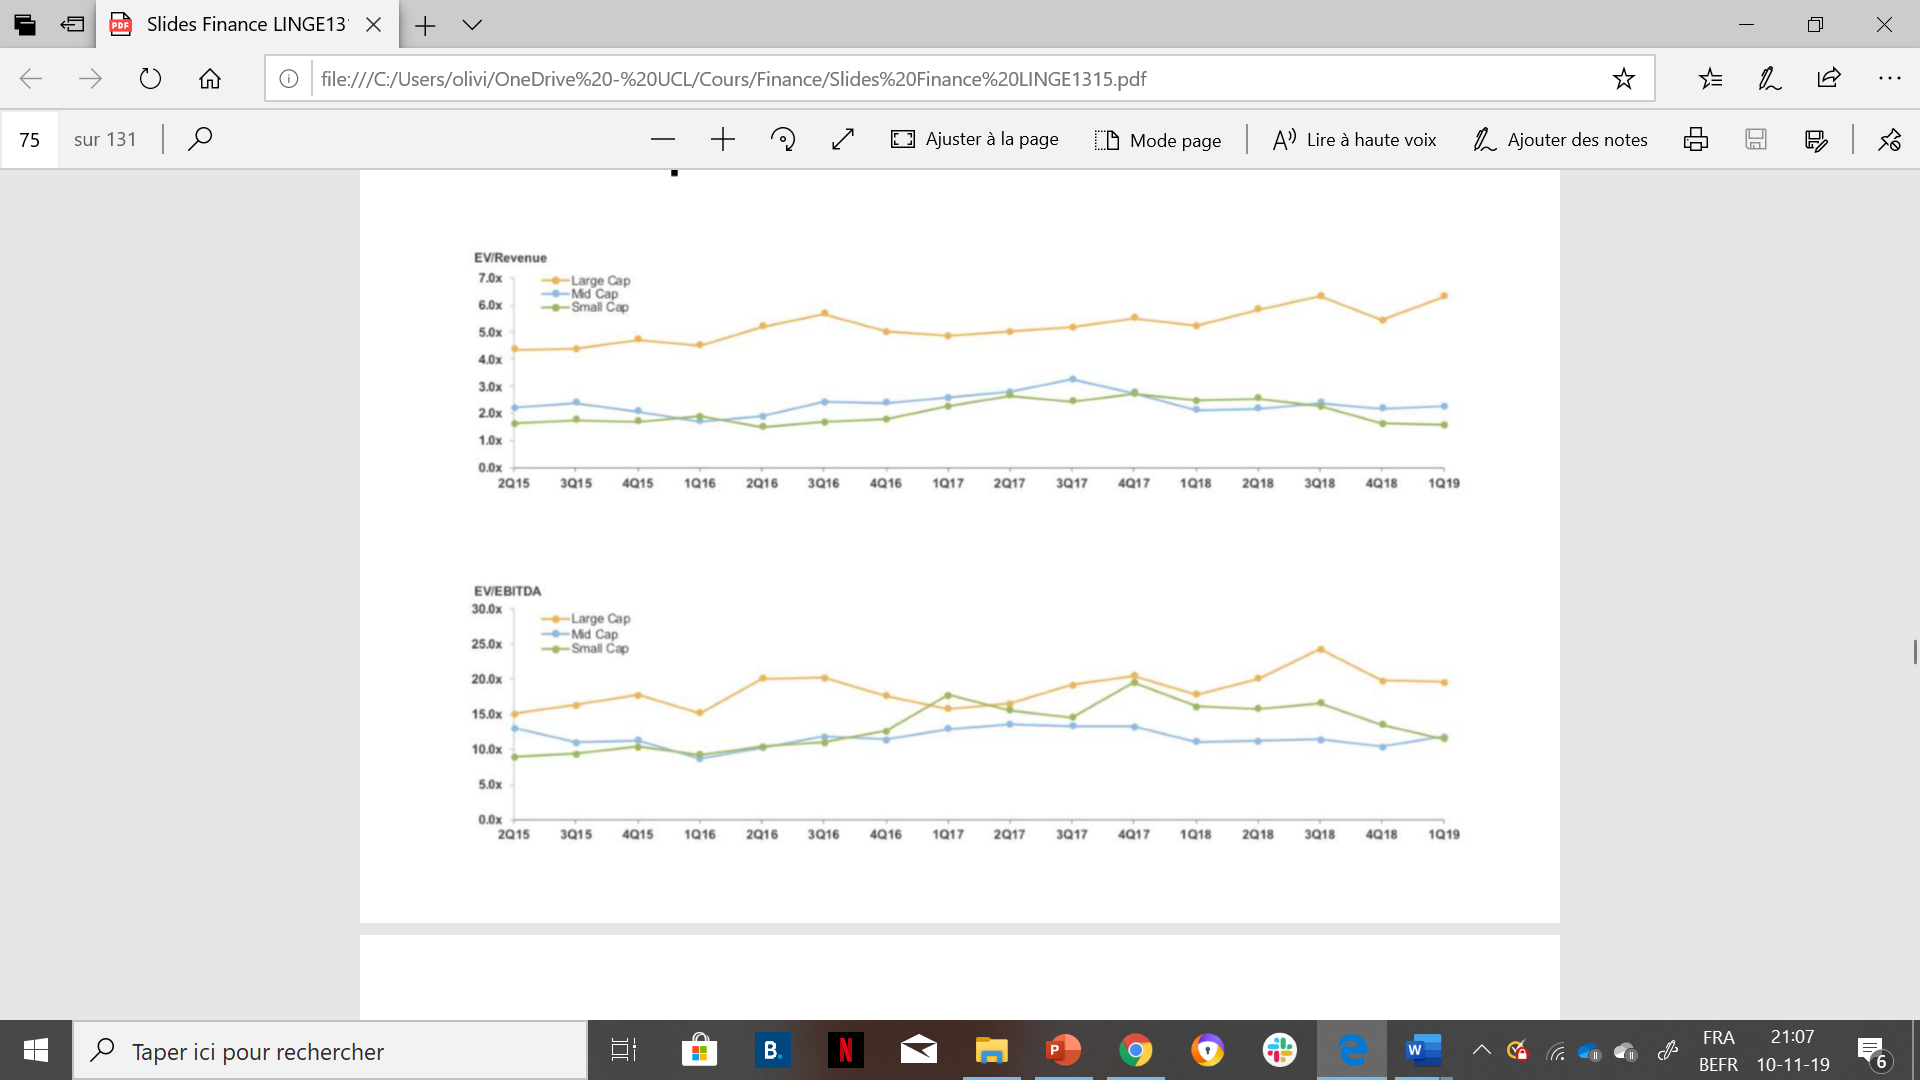 Slides Finance LINGE13
file:///C:/Users/olivi/OneDrive%20-%20UCL/Cours/Finance/Slides%20Finance%20LINGE1315.pdf
75 sur 131 Ajuster à la page Mode page Lire à haute voix Ajouter des notes
EV/Revenue
7.0x
6.0x
5.0x
4.0x
3.0x
2.0x
1.0x
0.0x
Large Cap
Mid Cap
Small Cap
2Q15 3Q15 4Q15 1Q16 2Q16 3Q16 4Q16 1Q17 2Q17 3Q17 4Q17 1Q18 2Q18 3Q18 4Q18 1Q19
EV/EBITDA
30.0x
25.0x
20.0x
15.0x
10.0x
5.0x
0.0x
Large Cap
Mid Cap
Small Cap
2Q15 3Q15 4Q15 1Q16 2Q16 3Q16 4Q16 1Q17 2Q17 3Q17 4Q17 1Q18 2Q18 3Q18 4Q18 1Q19
Taper ici pour rechercher
FRA
BEFR
21:07
10-11-19
6